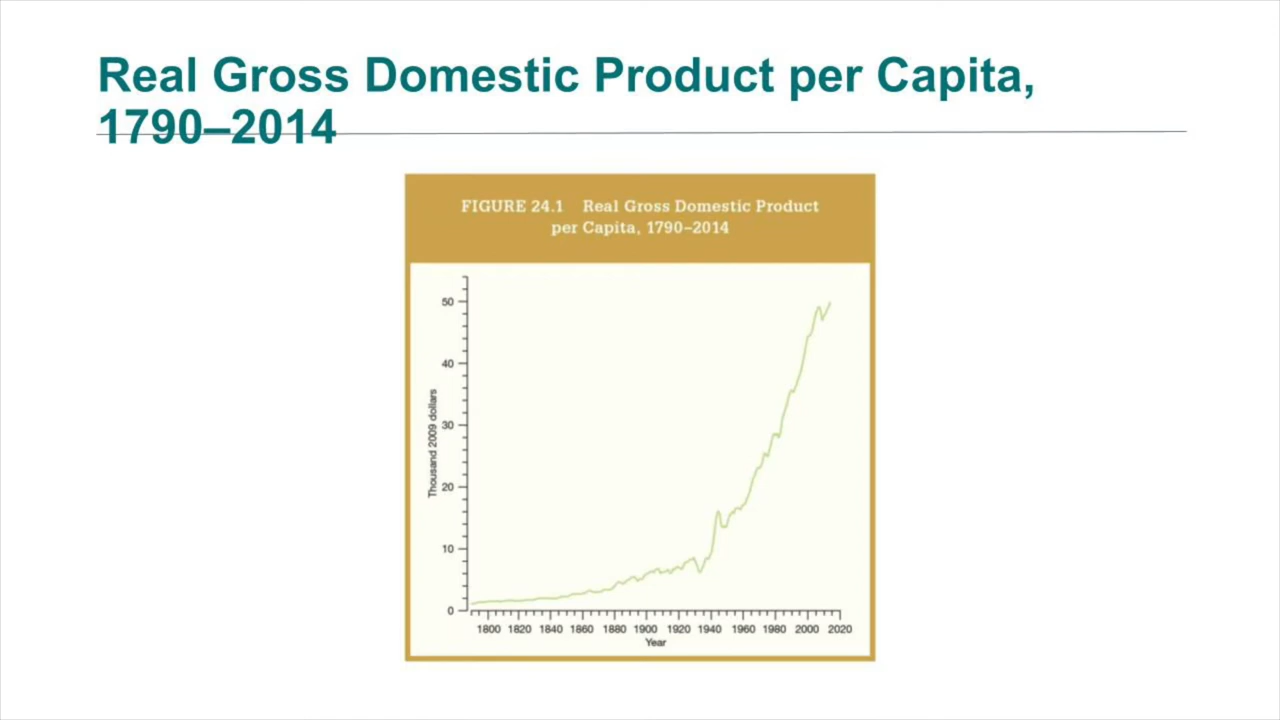 Real Gross Domestic Product per Capita,
1790–2014
FIGURE 24.1 Real Gross Domestic Product
per Capita, 1790–2014
Thousand 2009 dollars
50
40
30
20
10
0
1800 1820 1840 1860 1880 1900 1920 1940 1960 1980 2000 2020
Year